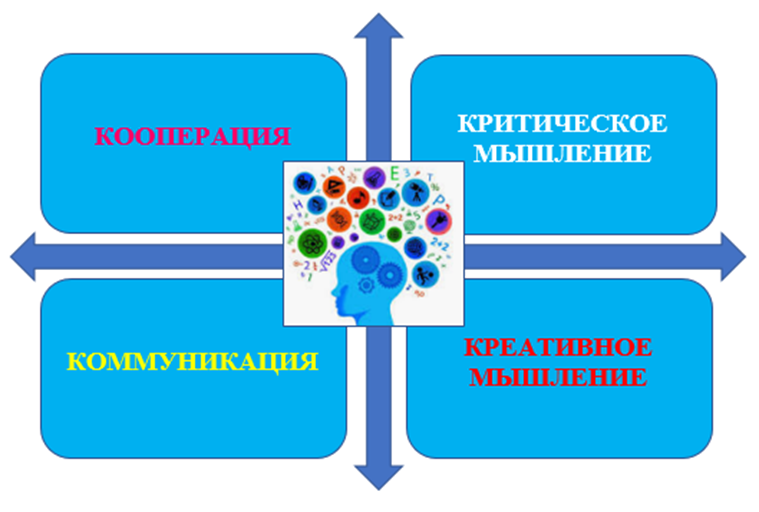 КООПЕРАЦИЯ
КРИТИЧЕСКОЕ
МЫШЛЕНИЕ
КОММУНИКАЦИЯ
КРЕАТИВНОЕ
МЫШЛЕНИЕ